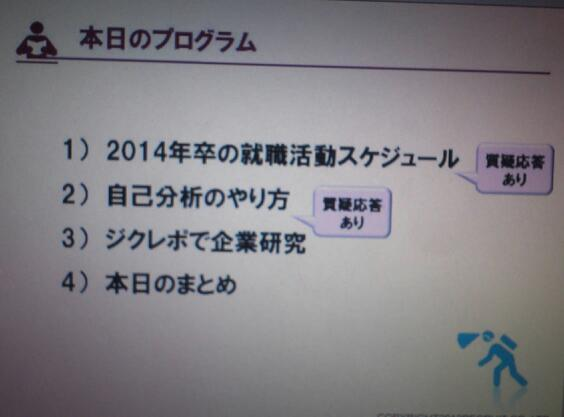 本日のプログラム
1) 2014年卒の就職活動スケジュール
質疑応答
あり
2) 自己分析のやり方
質疑応答
あり
3) ジクレポで企業研究
4) 本日のまとめ